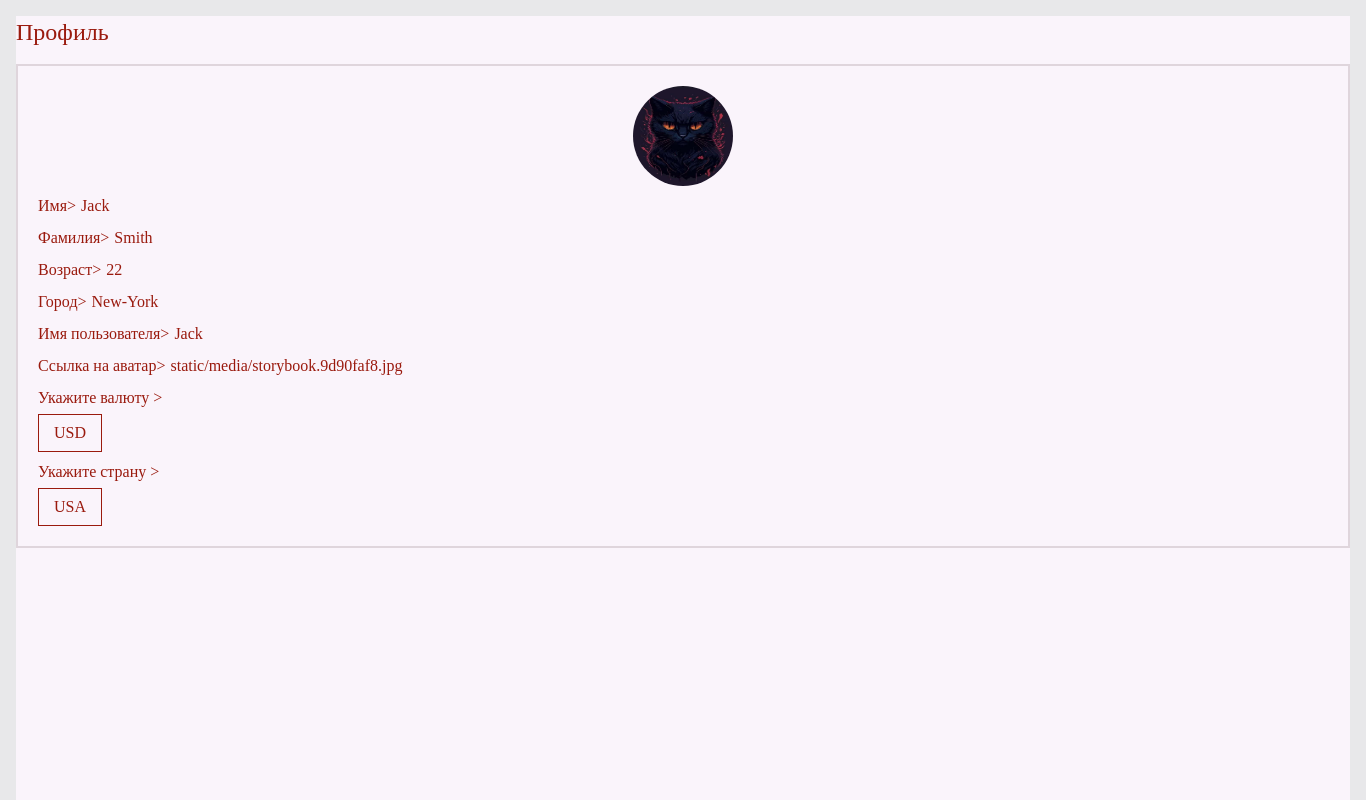 Профиль
Имя> Jack
Фамилия> Smith
Возраст> 22
Город> New-York
Имя пользователя> Jack
Ссылка на аватар> static/media/storybook.9d90faf8.jpg
Укажите валюту >
USD
Укажите страну >
USA